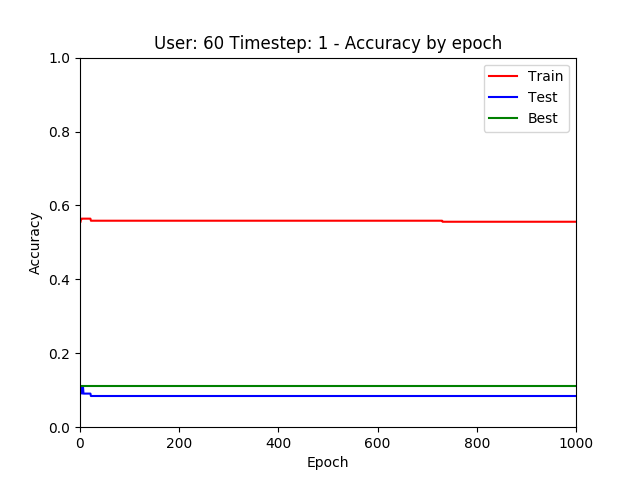 User: 60 Timestep: 1 - Accuracy by epoch
1.0
0.8
0.6
0.4
0.2
0.0
Accuracy
Train
Test
Best
0 200 400 600 800 1000
Epoch